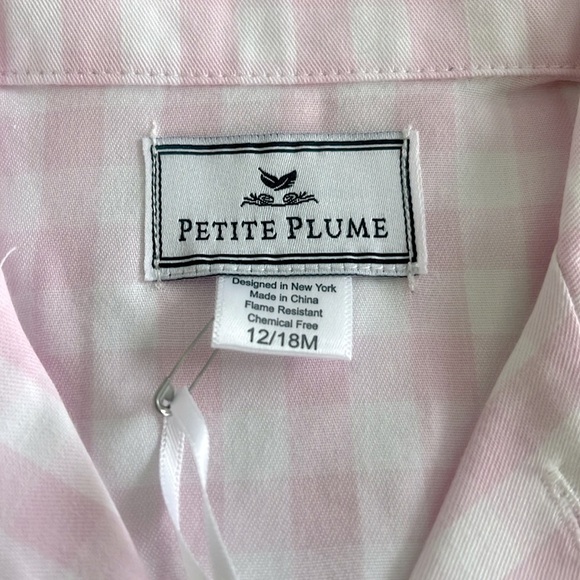 PETITE PLUME
Designed in New York
Made in China
Flame Resistant
Chemical Free
12/18M